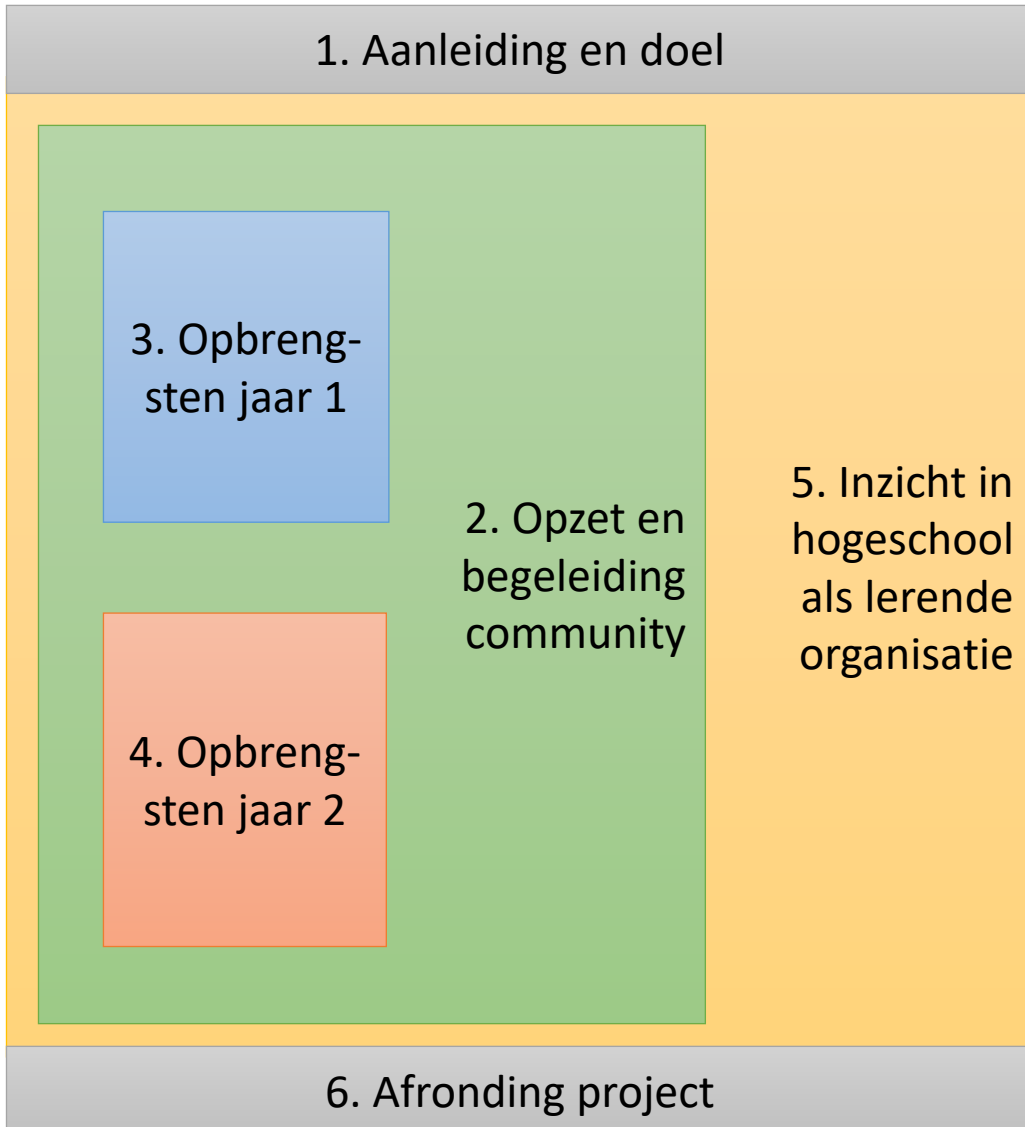 1. Aanleiding en doel
3. Opbreng-
sten jaar 1
2. Opzet en
begeleiding
community
4. Opbreng-
sten jaar 2
5. Inzicht in
hogeschool
als lerende
organisatie
6. Afronding project